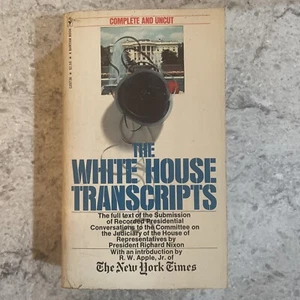 COMPLETE AND UNCUT
THE
WHITE HOUSE
TRANSCRIPTS
The full text of the Submission
of Recorded Presidential
Conversations to the Committee on
the Judiciary of the House of
Representatives by
President Richard Nixon
With an introduction by
R. W. Apple, Jr. of
The New York Times